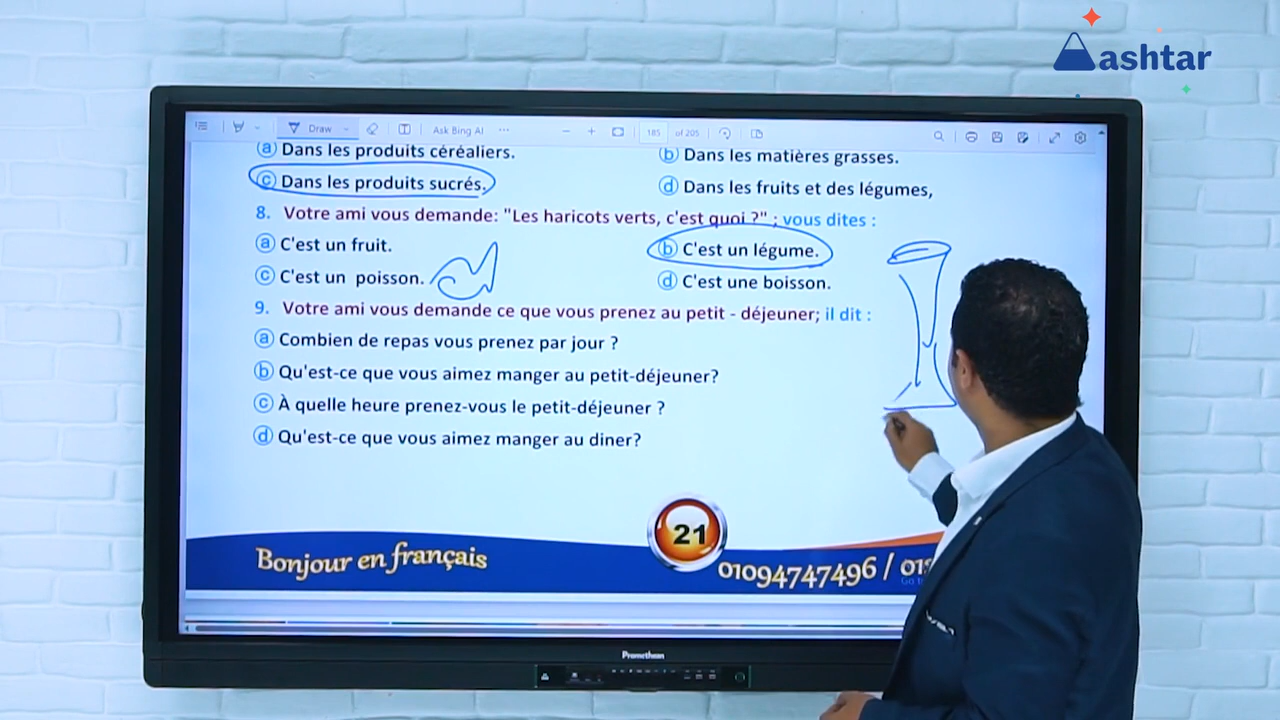 ashtar
Draw
Ask Bing AI
185 of 205
a Dans les produits céréaliers.
b Dans les matières grasses.
c Dans les produits sucrés.
d Dans les fruits et des légumes,
8. Votre ami vous demande: "Les haricots verts, c'est quoi ?" ; vous dites :
a C'est un fruit.
b C'est un légume.
c C'est un poisson.
d C'est une boisson.
9. Votre ami vous demande ce que vous prenez au petit - déjeuner; il dit :
a Combien de repas vous prenez par jour ?
b Qu'est-ce que vous aimez manger au petit-déjeuner?
c À quelle heure prenez-vous le petit-déjeuner ?
d Qu'est-ce que vous aimez manger au diner?
21
Bonjour en français
01094747496 / 01
Promethean